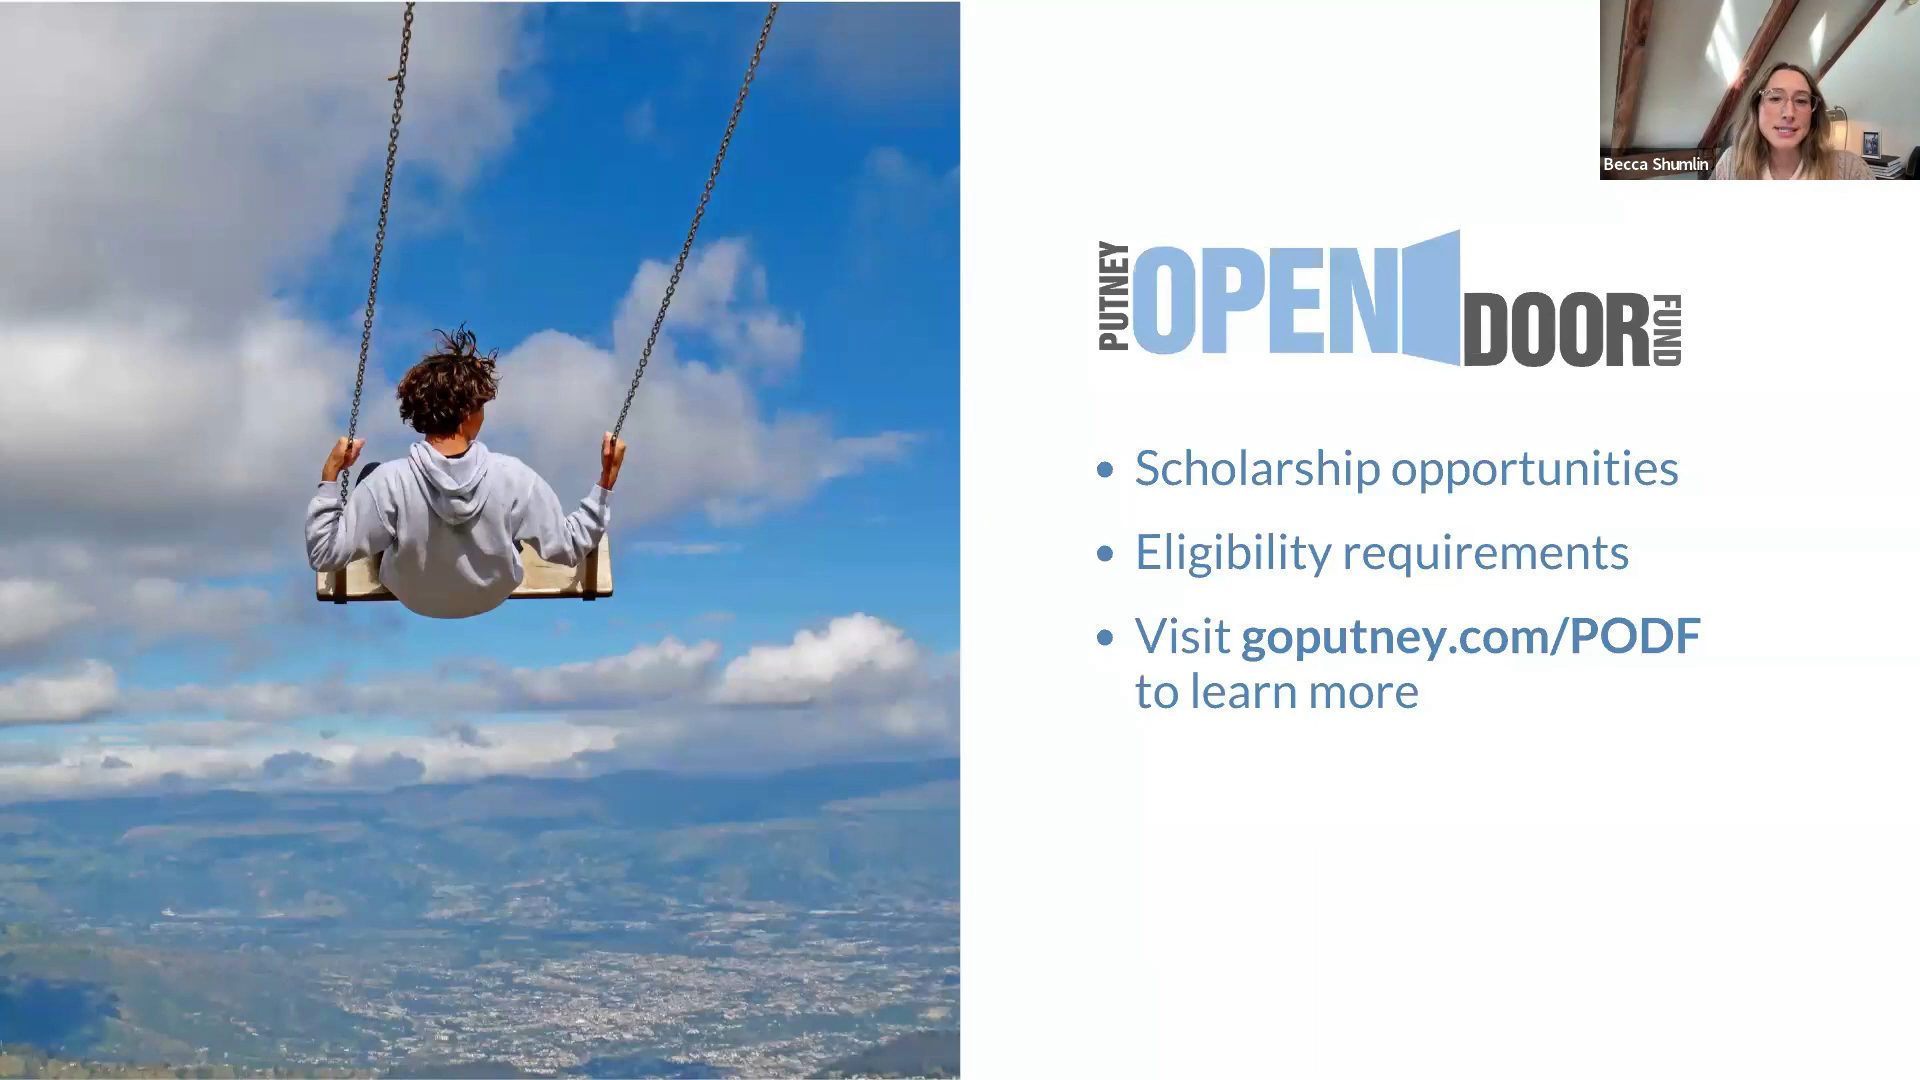 Becca Shumlin
PUTNEY OPEN DOOR FUND
• Scholarship opportunities
• Eligibility requirements
• Visit goputney.com/PODF
to learn more